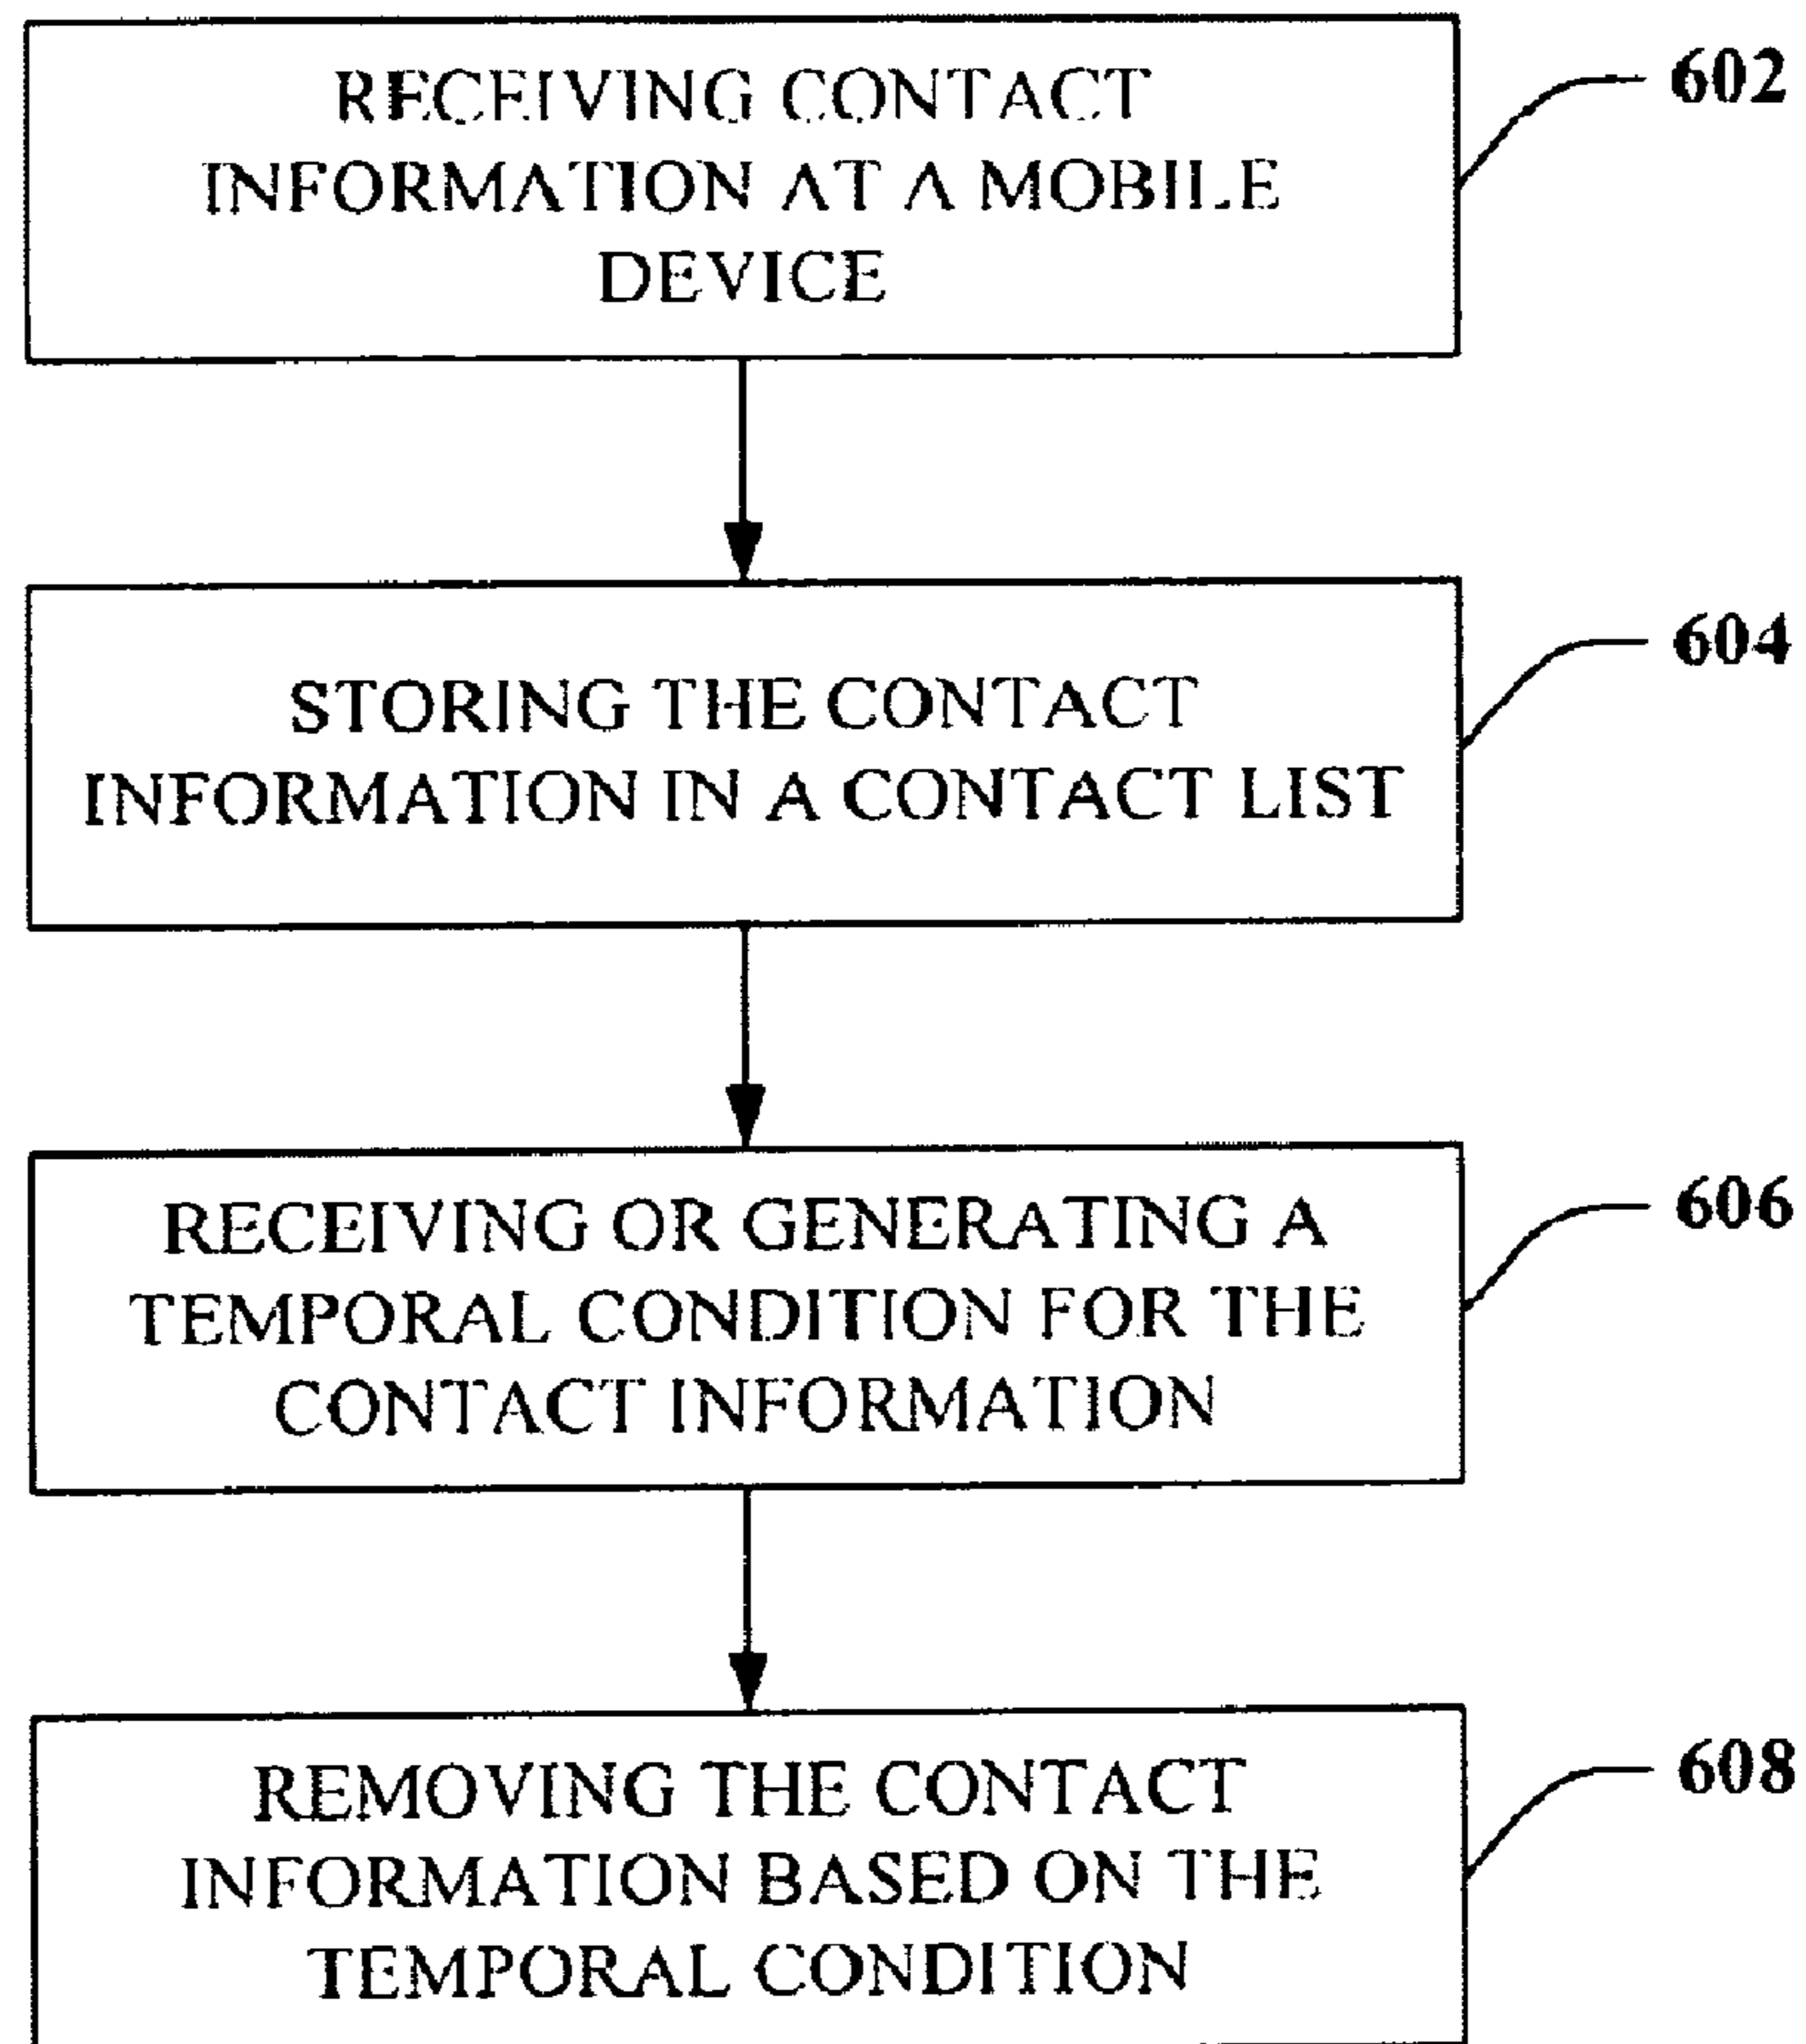 RECEIVING CONTACT
INFORMATION AT A MOBILE
DEVICE
602
STORING THE CONTACT
INFORMATION IN A CONTACT LIST
604
RECEIVING OR GENERATING A
TEMPORAL CONDITION FOR THE
CONTACT INFORMATION
606
REMOVING THE CONTACT
INFORMATION BASED ON THE
TEMPORAL CONDITION
608